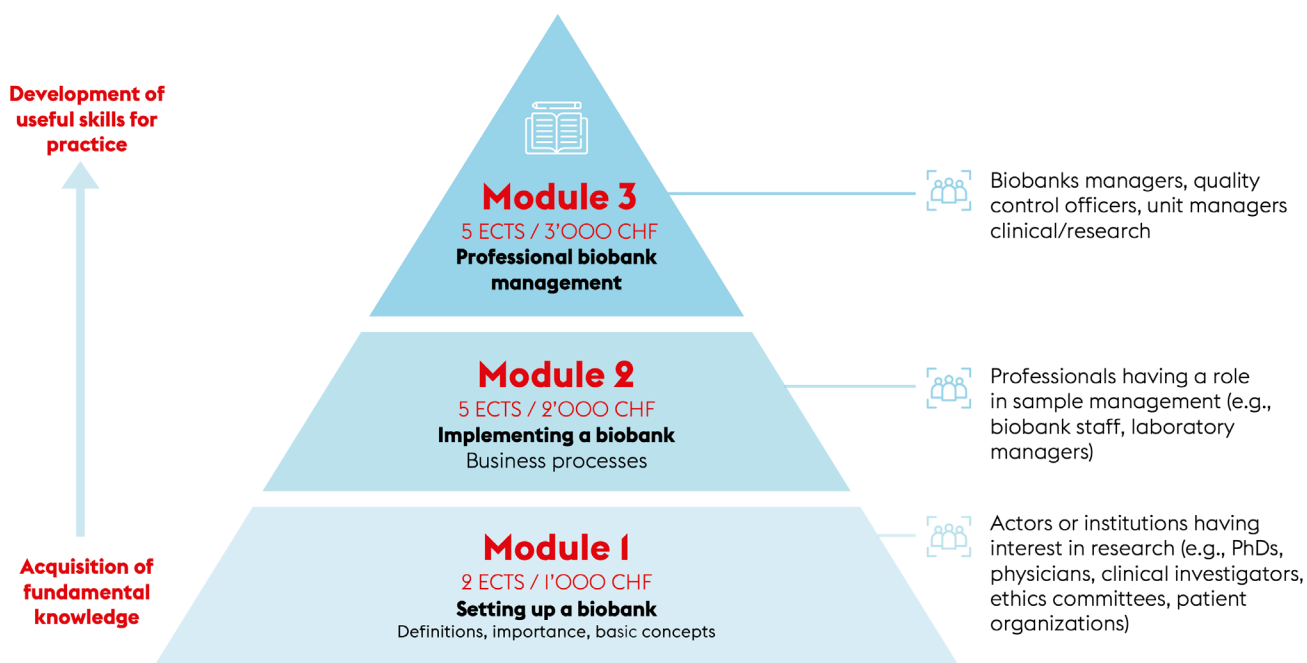 Development of
useful skills for
practice
Acquisition of
fundamental
knowledge
Module 3
5 ECTS / 3'000 CHF
Professional biobank
management
Module 2
5 ECTS / 2'000 CHF
Implementing a biobank
Business processes
Module 1
2 ECTS / 1'000 CHF
Setting up a biobank
Definitions, importance, basic concepts
Biobanks managers, quality
control officers, unit managers
clinical/research
Professionals having a role
in sample management (e.g.,
biobank staff, laboratory
managers)
Actors or institutions having
interest in research (e.g., PhDs,
physicians, clinical investigators,
ethics committees, patient
organizations)